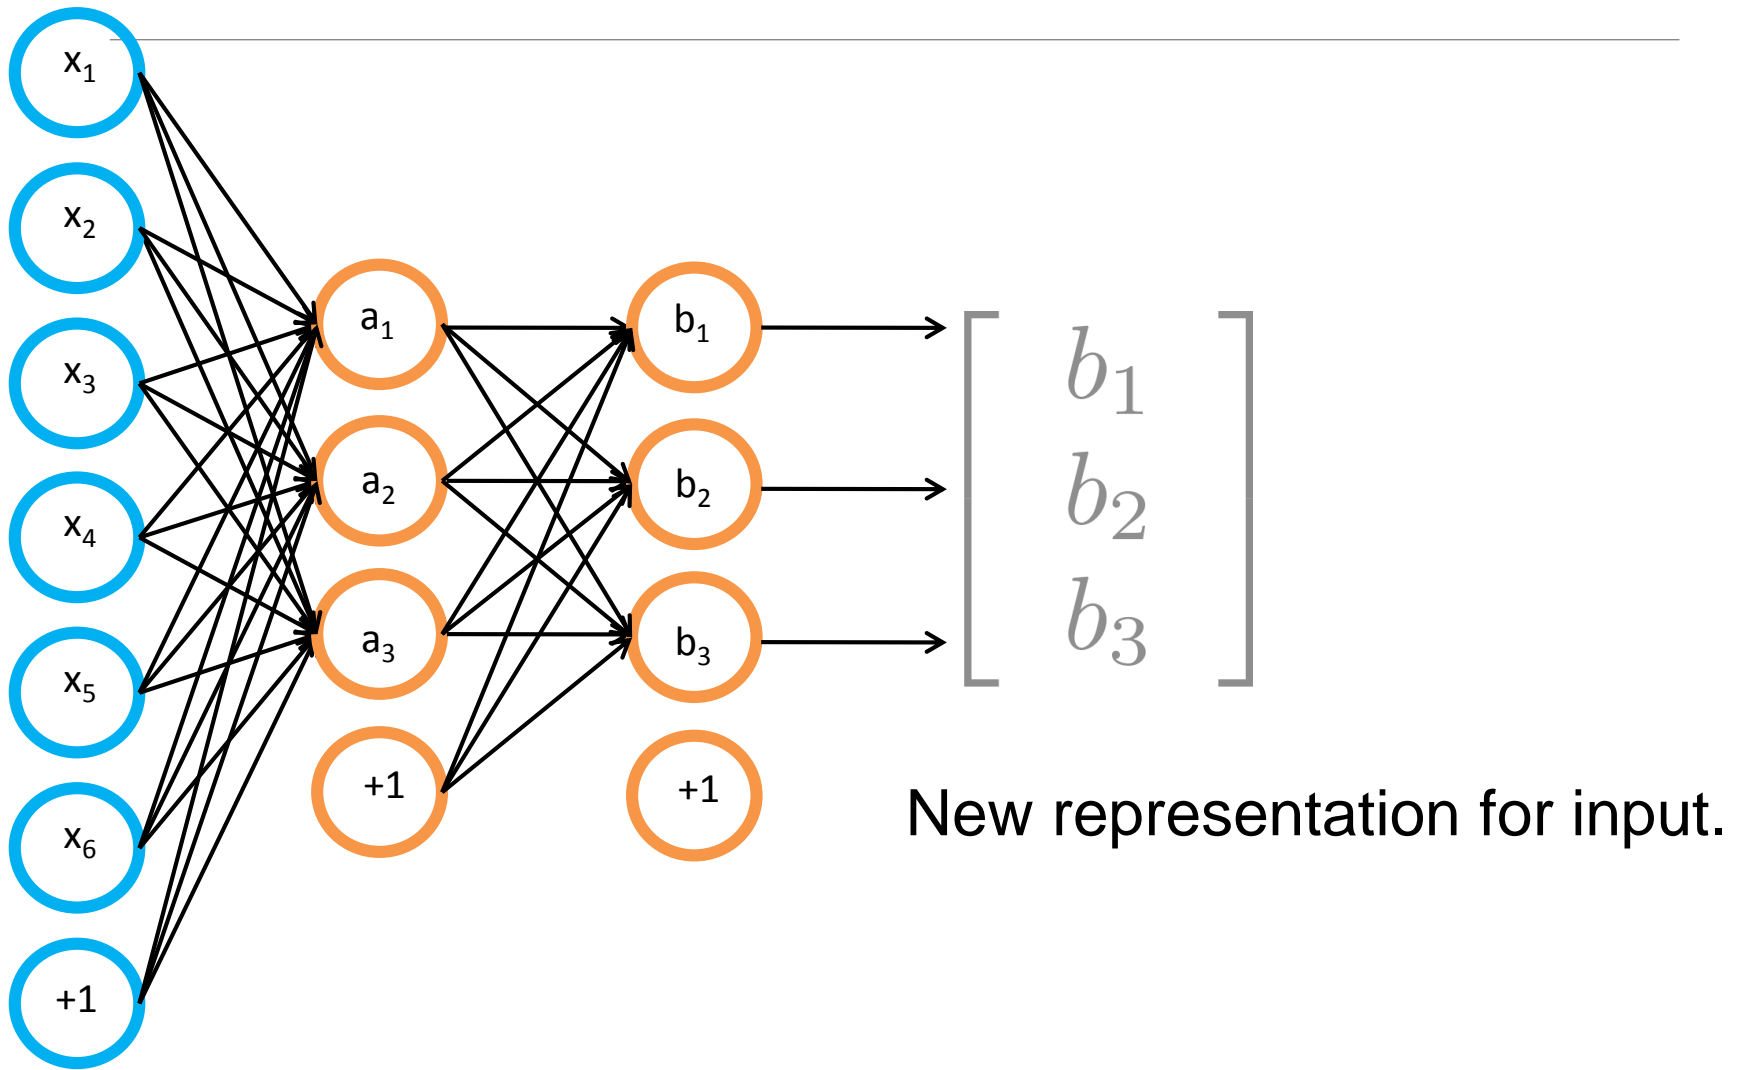 x₁
x₂
x₃
x₄
x₅
x₆
+1
a₁
a₂
a₃
+1
b₁
b₂
b₃
+1
b₁
b₂
b₃
New representation for input.